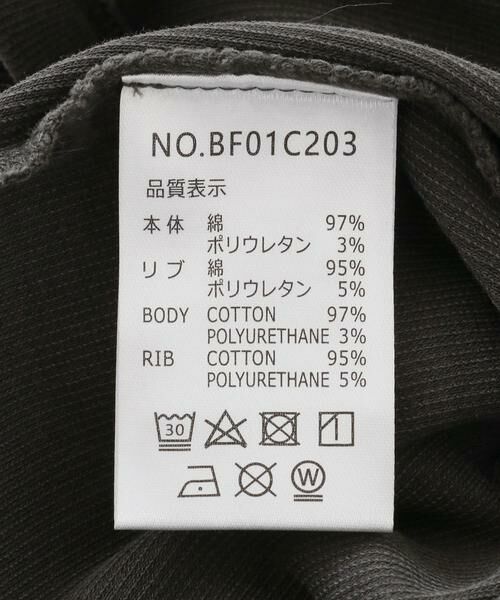 NO.BF01C203
品質表示
本体 綿 97%
ポリウレタン 3%
リブ 綿 95%
ポリウレタン 5%
BODY COTTON 97%
POLYURETHANE 3%
RIB COTTON 95%
POLYURETHANE 5%
30
W